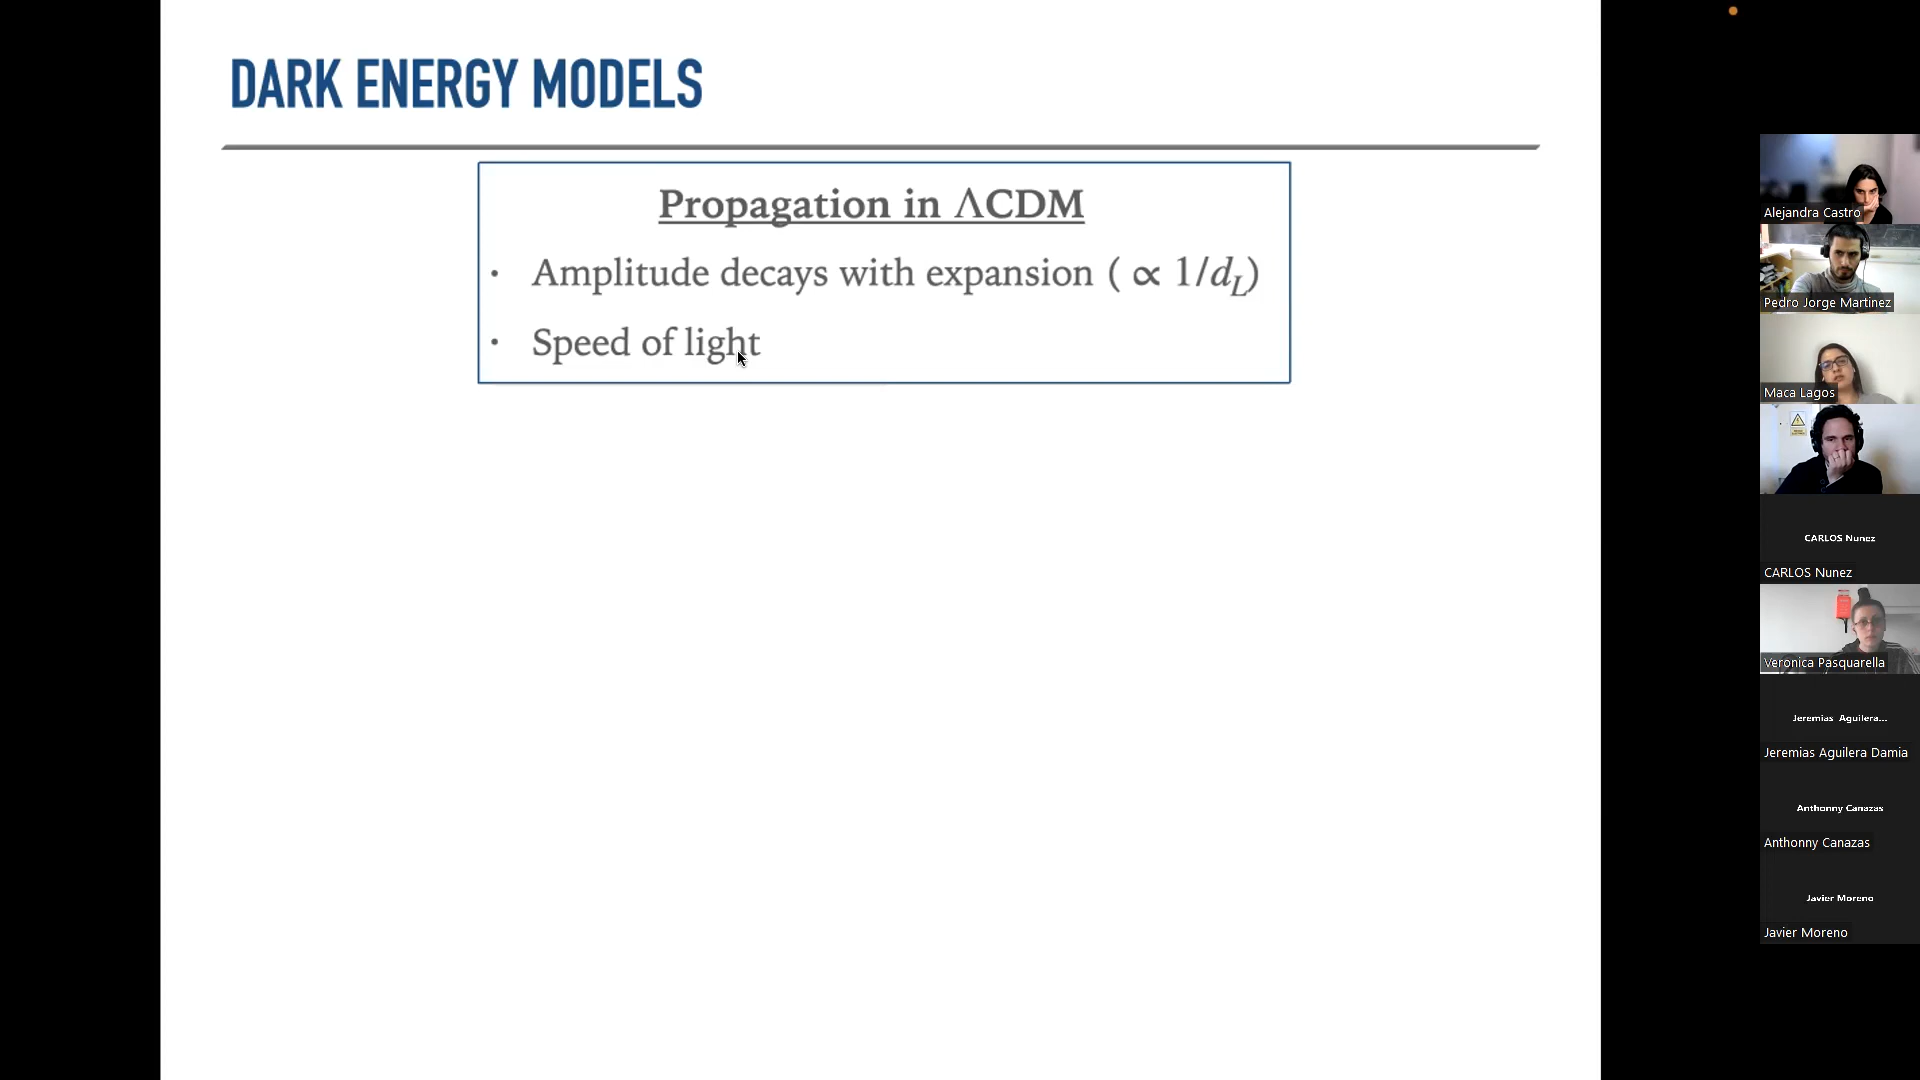 DARK ENERGY MODELS
Propagation in ΛCDM
• Amplitude decays with expansion ( ∝ 1/d_L)
• Speed of light
Alejandra Castro
Pedro Jorge Martinez
Maca Lagos
CARLOS Nunez
CARLOS Nunez
Veronica Pasquarella
Jeremias Aguilera...
Jeremias Aguilera Damia
Anthonny Canazas
Anthonny Canazas
Javier Moreno
Javier Moreno